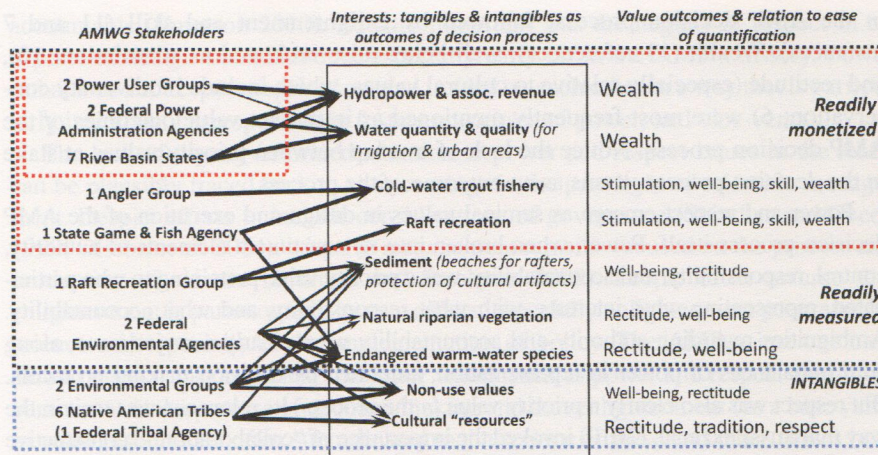 AMWG Stakeholders
Interests: tangibles & intangibles as
outcomes of decision process
Value outcomes & relation to ease
of quantification
2 Power User Groups
2 Federal Power
Administration Agencies
7 River Basin States
1 Angler Group
1 State Game & Fish Agency
1 Raft Recreation Group
2 Federal
Environmental Agencies
2 Environmental Groups
6 Native American Tribes
(1 Federal Tribal Agency)
Hydropower & assoc. revenue
Water quantity & quality (for
irrigation & urban areas)
Cold-water trout fishery
Raft recreation
Sediment (beaches for rafters,
protection of cultural artifacts)
Natural riparian vegetation
Endangered warm-water species
Non-use values
Cultural "resources"
Wealth
Wealth
Stimulation, well-being, skill, wealth
Stimulation, well-being, skill, wealth
Well-being, rectitude
Rectitude, well-being
Rectitude, well-being
Well-being, rectitude
Rectitude, tradition, respect
Readily
monetized
Readily
measured
INTANGIBLES